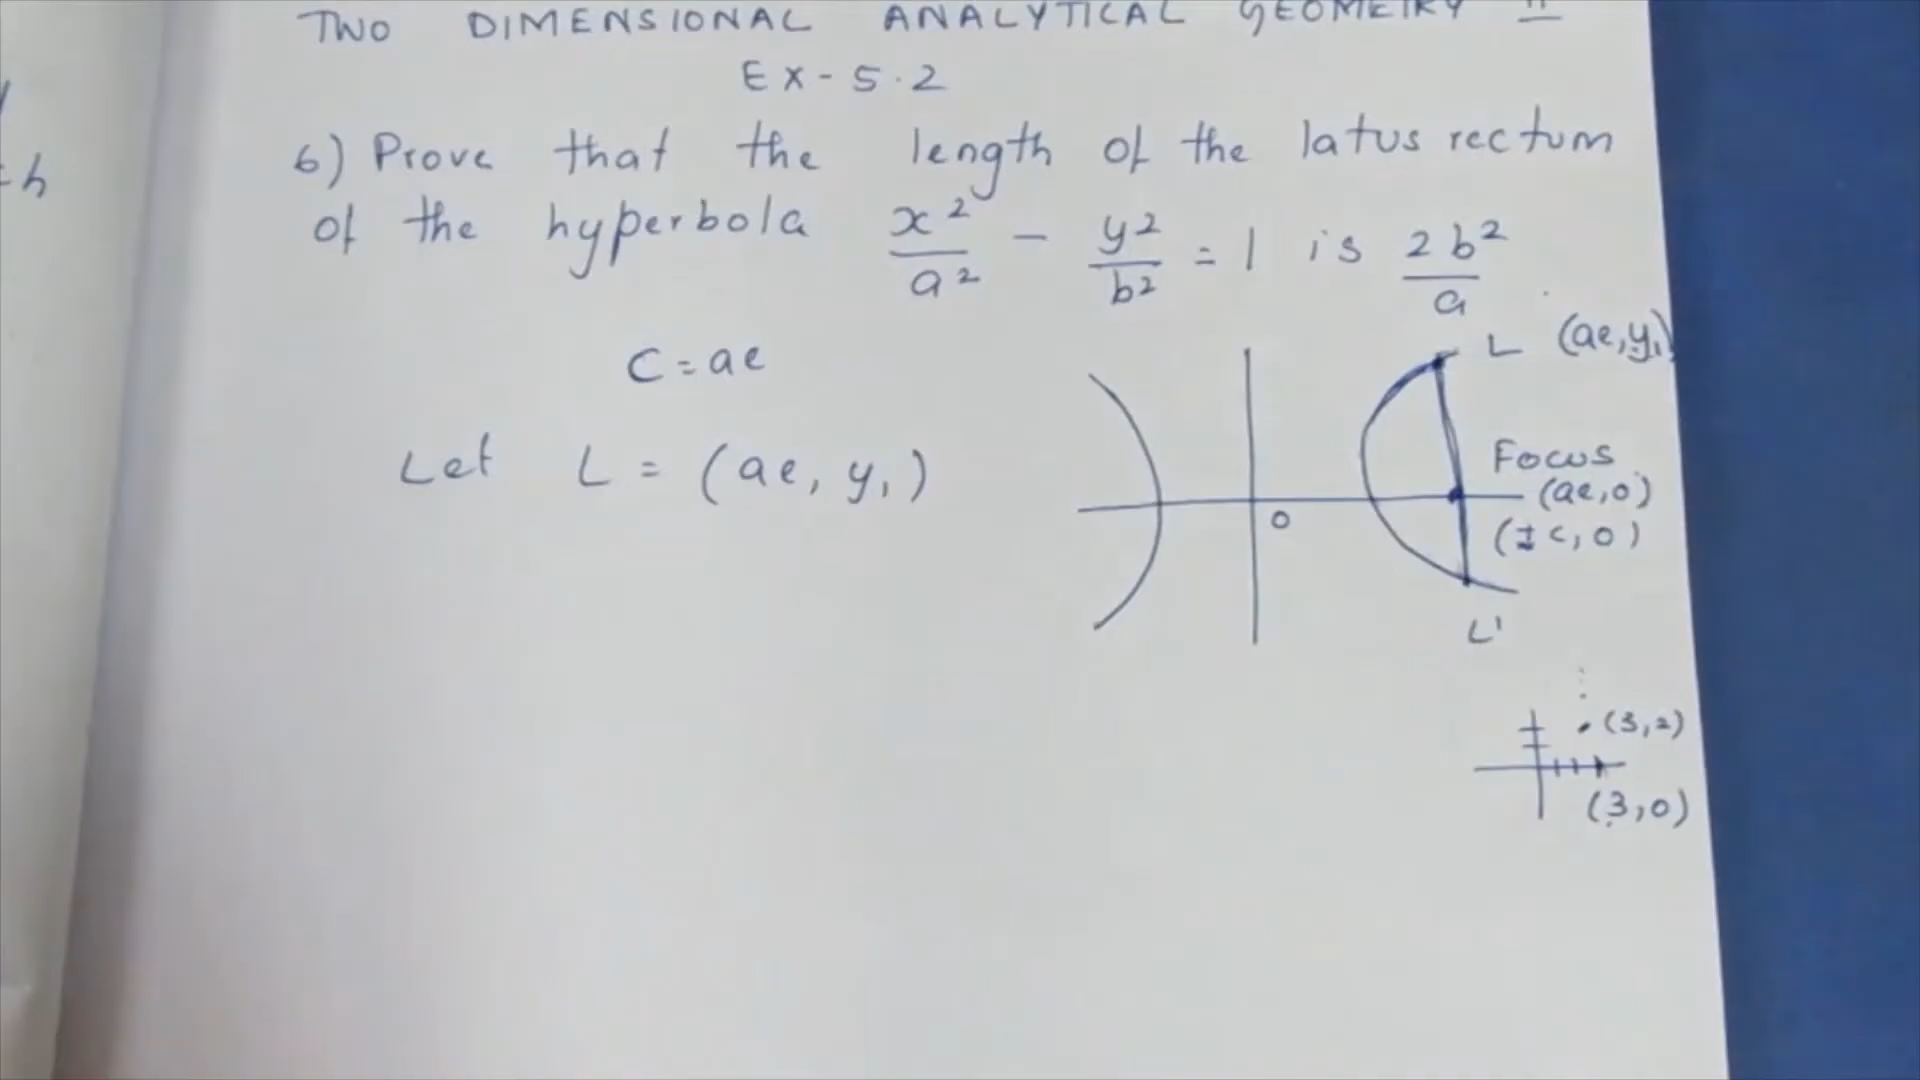 TWO DIMENSIONAL ANALYTICAL GEOMETRY II
EX - 5.2
6) Prove that the length of the latus rectum
of the hyperbola x²/a² - y²/b² = 1 is 2b²/a
C = ae
Let L = (ae, y₁)
L (ae, y₁)
Focus
(ae, 0)
(±c, 0)
O
L'
(3,2)
(3,0)
h